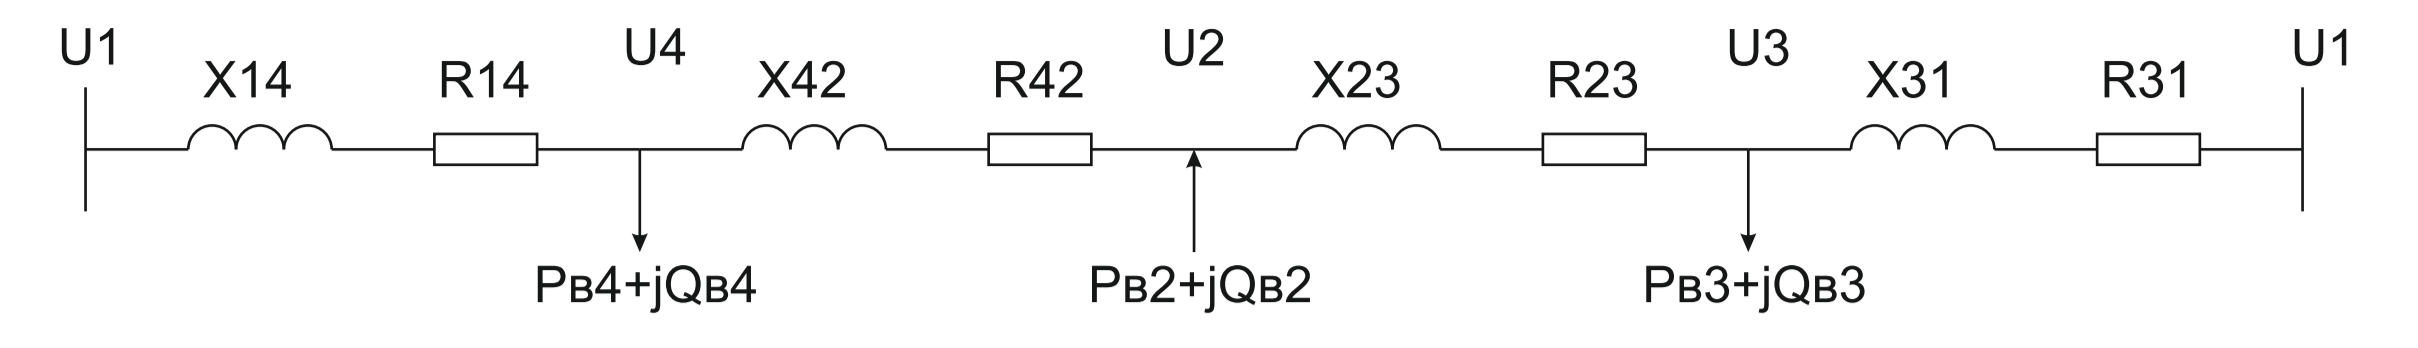 U1 U4 U2 U3 U1
X14 R14 X42 R42 X23 R23 X31 R31
Pв4+jQв4 Pв2+jQв2 Pв3+jQв3